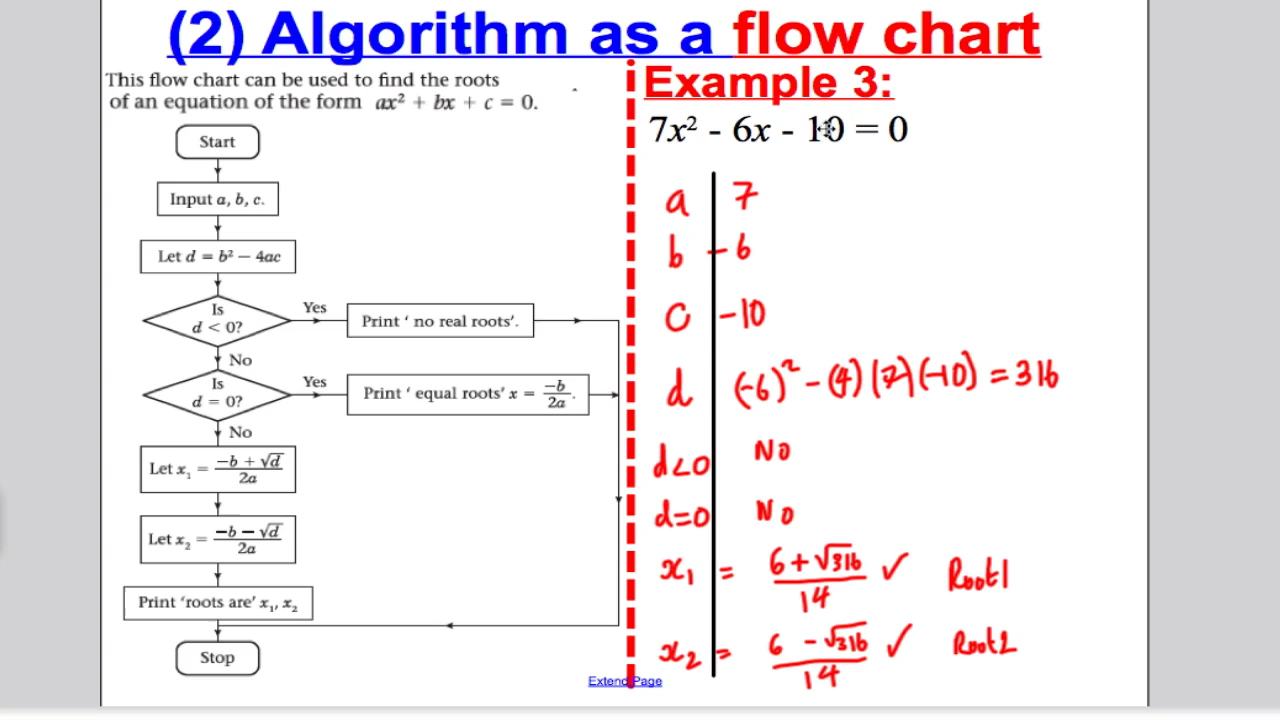 (2) Algorithm as a flow chart
This flow chart can be used to find the roots
of an equation of the form ax² + bx + c = 0.
Start
Input a, b, c.
Let d = b² – 4ac
Is
d < 0?
Yes
Print ‘ no real roots’.
No
Is
d = 0?
Yes
Print ‘ equal roots’ x = –b/2a.
No
Let x₁ = (–b + √d)/2a
Let x₂ = (–b – √d)/2a
Print ‘roots are’ x₁, x₂
Stop
Example 3:
7x² - 6x - 10 = 0
a 7
b -6
c -10
d (-6)² - (4)(7)(-10) = 316
d<0 No
d=0 No
x₁ = (6 + √316)/14 ✓ Root1
x₂ = (6 - √316)/14 ✓ Root2
Extend Page